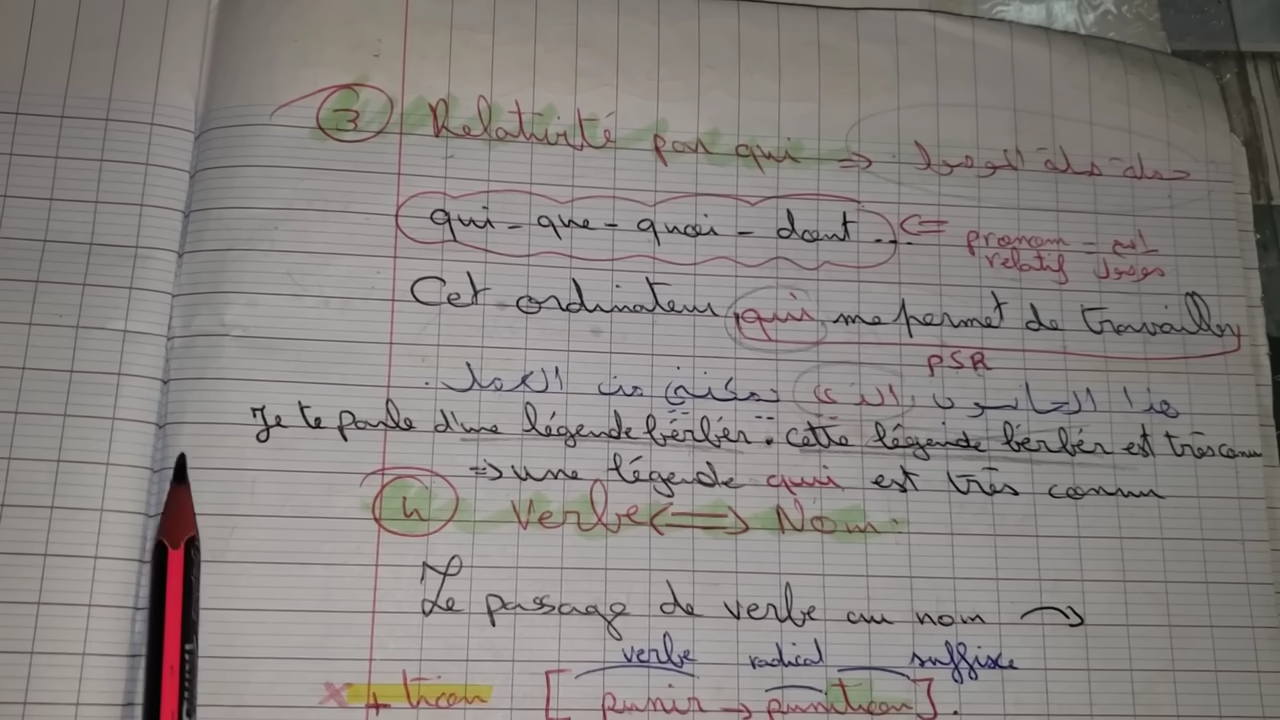 3 Relativité par qui ⇒ جملة صلة الموصول
qui - que - quoi - dont... <= pronom relatif = اسم موصول
Cet ordinateur qui me permet de travailler
PSR
هذا الحاسوب الذي يمكنني من العمل .
Je te parle d'une légende bérbèr. cette légende bérbèr est très connu
=> une légende qui est très connu
4 Verbe <=> Nom.
Le passage de verbe au nom →
verbe radical suffixe
x + tion [punir → punition].